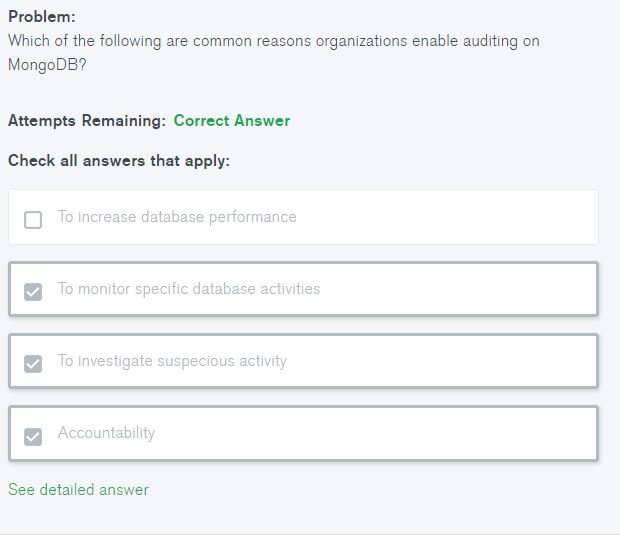 Problem:
Which of the following are common reasons organizations enable auditing on
MongoDB?
Attempts Remaining: Correct Answer
Check all answers that apply:
To increase database performance
To monitor specific database activities
To investigate suspecious activity
Accountability
See detailed answer